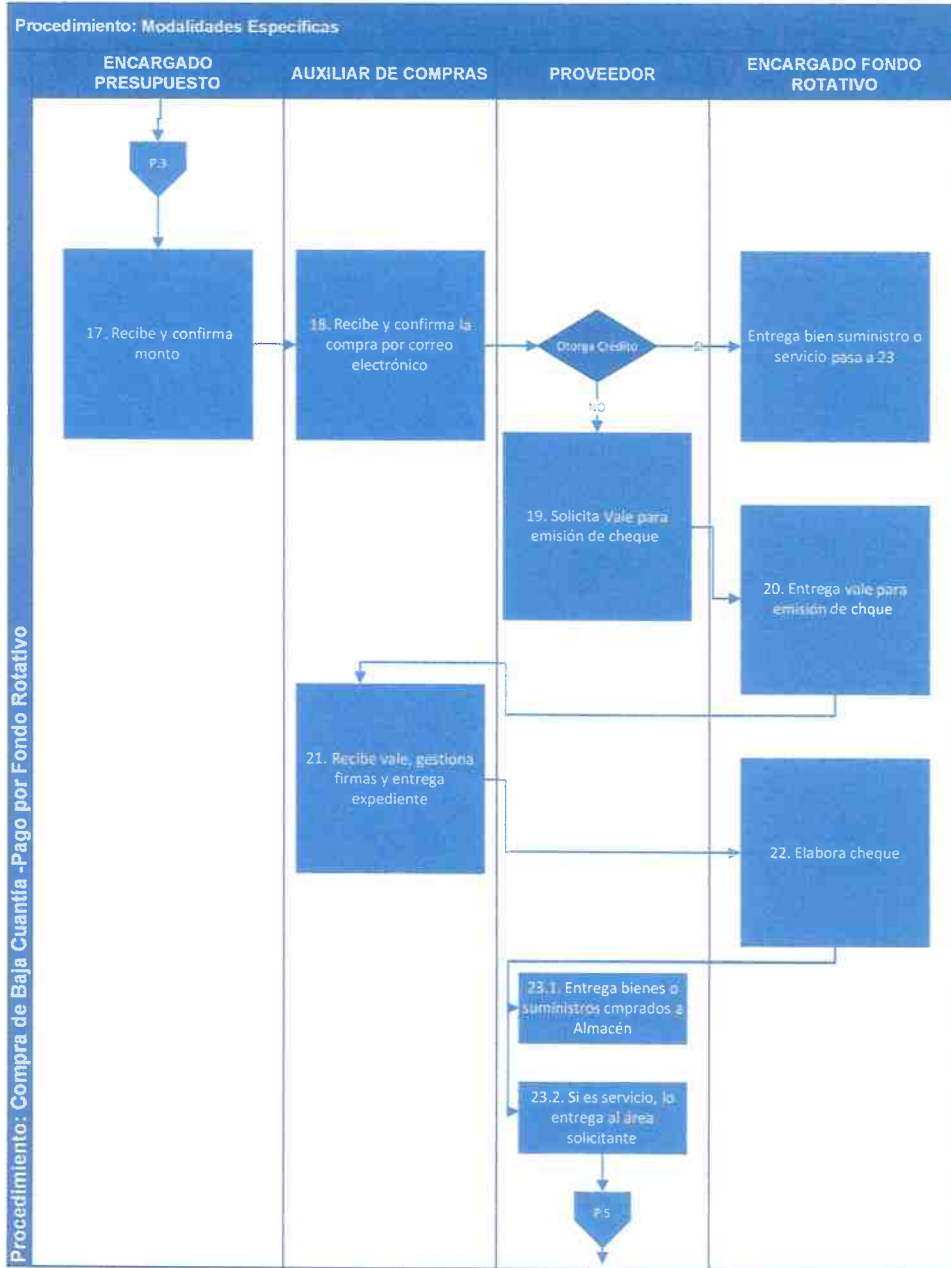 Procedimiento: Modalidades Específicas
ENCARGADO
PRESUPUESTO
AUXILIAR DE COMPRAS
PROVEEDOR
ENCARGADO FONDO
ROTATIVO
Procedimiento: Compra de Baja Cuantía -Pago por Fondo Rotativo
P.3
17. Recibe y confirma
monto
18. Recibe y confirma la
compra por correo
electrónico
Otorga Crédito
SI
Entrega bien suministro o
servicio pasa a 23
NO
19. Solicita Vale para
emisión de cheque
20. Entrega vale para
emisión de chque
21. Recibe vale, gestiona
firmas y entrega
expediente
22. Elabora cheque
23.1. Entrega bienes o
suministros cmprados a
Almacén
23.2. Si es servicio, lo
entrega al área
solicitante
P.5